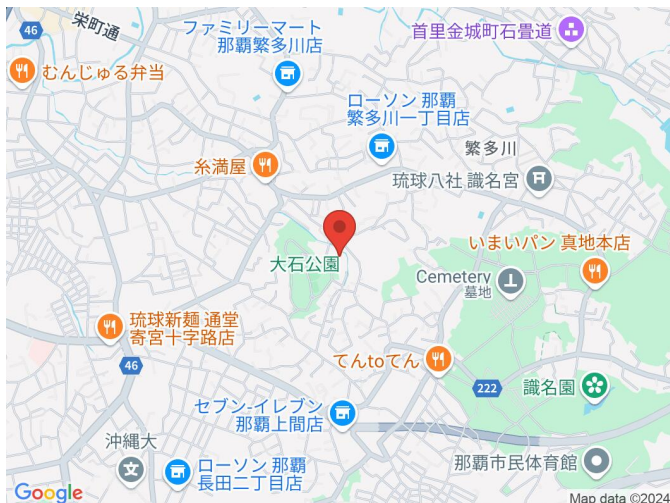 46
栄町通
ファミリーマート
那覇繁多川店
首里金城町石畳道
むんじゅる弁当
ローソン 那覇
繁多川一丁目店
糸満屋
繁多川
琉球八社 識名宮
大石公園
いまいパン 真地本店
Cemetery
墓地
琉球新麺 通堂
寄宮十字路店
46
てんtoてん
222
識名園
セブン-イレブン
那覇上間店
沖縄大
ローソン 那覇
長田二丁目店
那覇市民体育館
Google
Map data ©2024